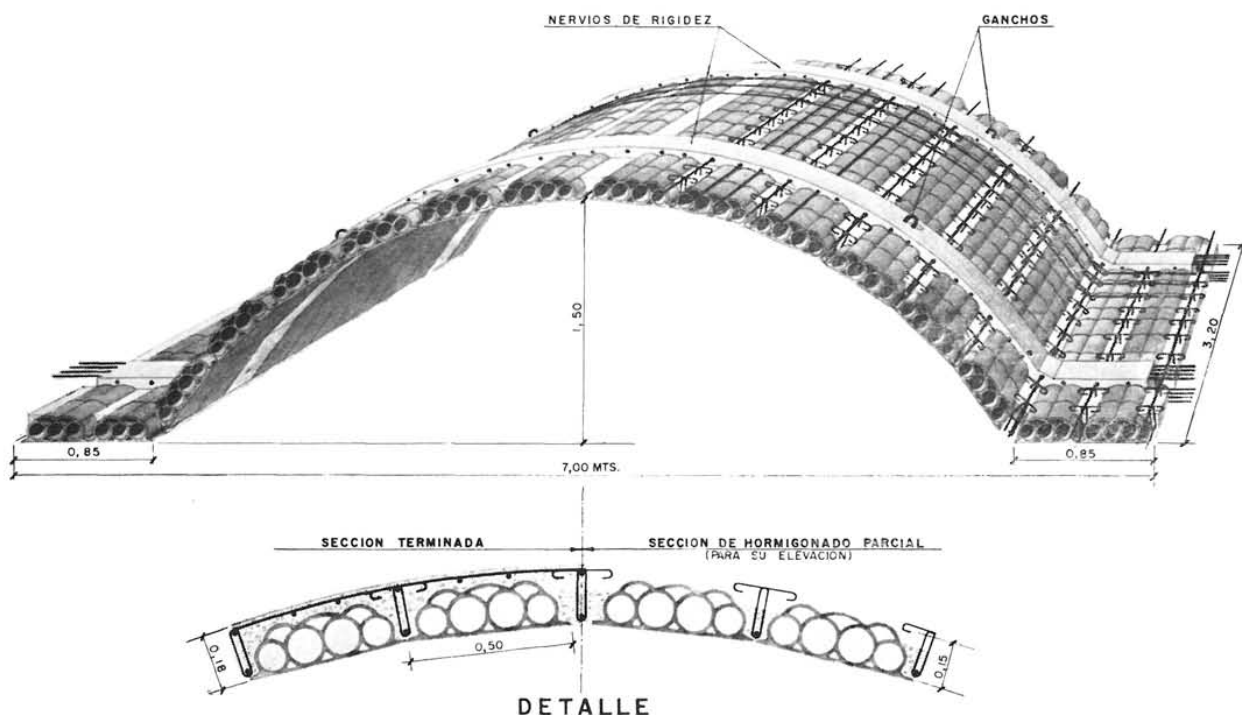 NERVIOS DE RIGIDEZ
GANCHOS
1,50
3,20
0,85
0,85
7,00 MTS.
SECCION TERMINADA
SECCION DE HORMIGONADO PARCIAL
(PARA SU ELEVACION)
0,18
0,50
0,15
DETALLE